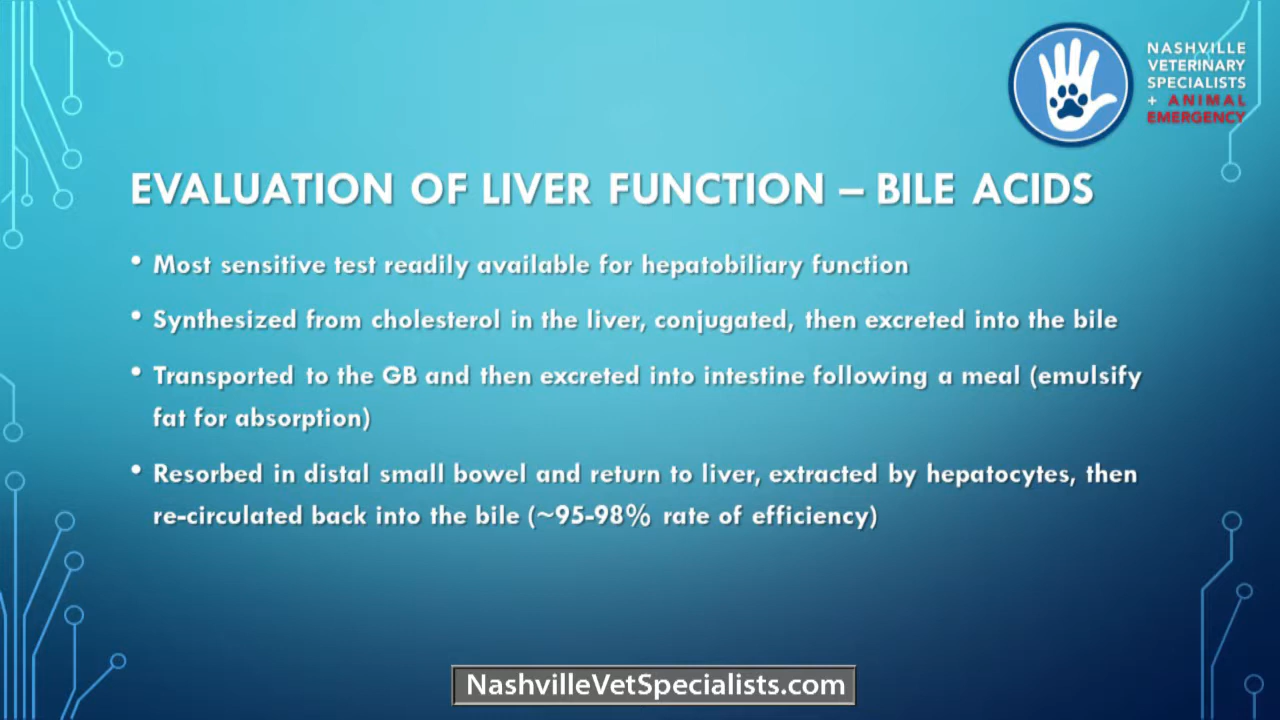 NASHVILLE
VETERINARY
SPECIALISTS
+ ANIMAL
EMERGENCY
EVALUATION OF LIVER FUNCTION – BILE ACIDS
• Most sensitive test readily available for hepatobiliary function
• Synthesized from cholesterol in the liver, conjugated, then excreted into the bile
• Transported to the GB and then excreted into intestine following a meal (emulsify
fat for absorption)
• Resorbed in distal small bowel and return to liver, extracted by hepatocytes, then
re-circulated back into the bile (~95-98% rate of efficiency)
NashvilleVetSpecialists.com